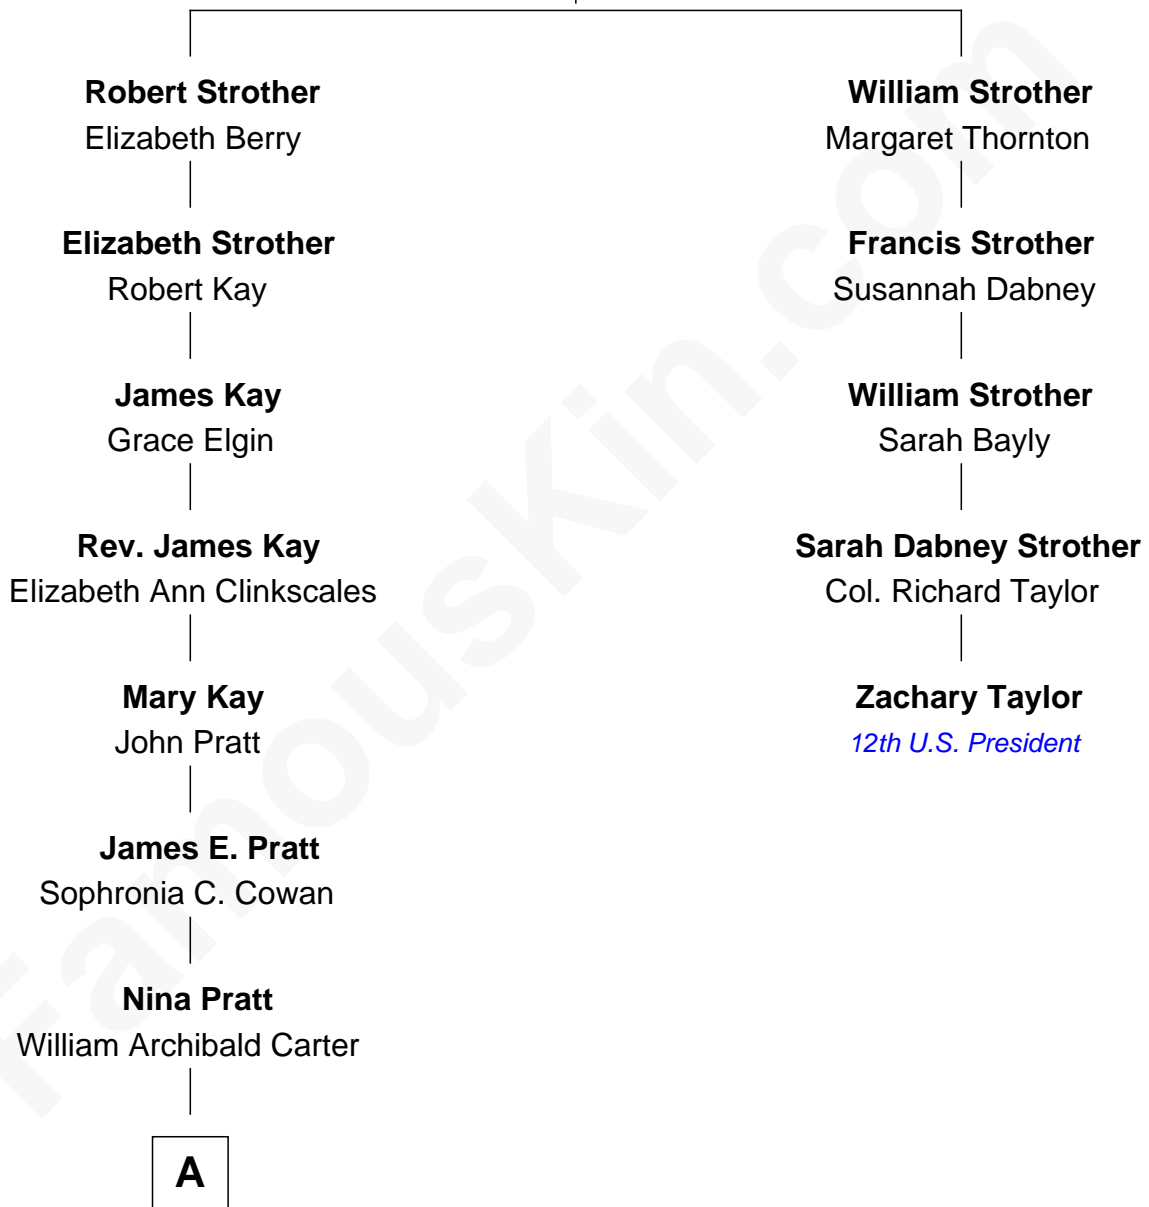 Robert Strother
Elizabeth Berry
Elizabeth Strother
Robert Kay
James Kay
Grace Elgin
Rev. James Kay
Elizabeth Ann Clinkscales
Mary Kay
John Pratt
James E. Pratt
Sophronia C. Cowan
Nina Pratt
William Archibald Carter
A
William Strother
Margaret Thornton
Francis Strother
Susannah Dabney
William Strother
Sarah Bayly
Sarah Dabney Strother
Col. Richard Taylor
Zachary Taylor
12th U.S. President
FamousKin.com